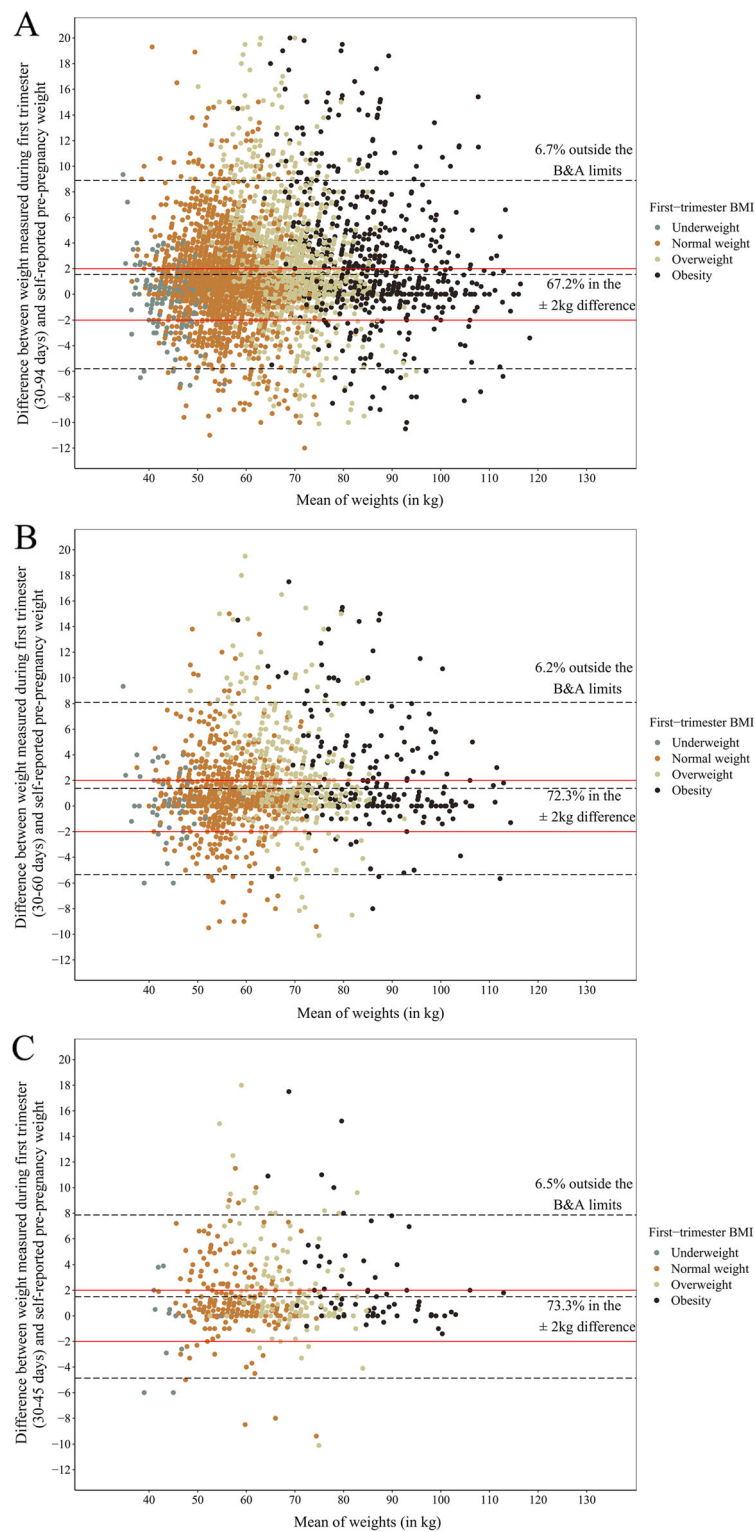 A
Difference between weight measured during first trimester
(30-94 days) and self-reported pre-pregnancy weight
20
18
16
14
12
10
8
6
4
2
0
−2
−4
−6
−8
−10
−12
6.7% outside the
B&A limits
67.2% in the
± 2kg difference
40 50 60 70 80 90 100 110 120 130
Mean of weights (in kg)
First−trimester BMI
Underweight
Normal weight
Overweight
Obesity
B
Difference between weight measured during first trimester
(30-60 days) and self-reported pre-pregnancy weight
20
18
16
14
12
10
8
6
4
2
0
−2
−4
−6
−8
−10
−12
6.2% outside the
B&A limits
72.3% in the
± 2kg difference
40 50 60 70 80 90 100 110 120 130
Mean of weights (in kg)
First−trimester BMI
Underweight
Normal weight
Overweight
Obesity
C
Difference between weight measured during first trimester
(30-45 days) and self-reported pre-pregnancy weight
20
18
16
14
12
10
8
6
4
2
0
−2
−4
−6
−8
−10
−12
6.5% outside the
B&A limits
73.3% in the
± 2kg difference
40 50 60 70 80 90 100 110 120 130
Mean of weights (in kg)
First−trimester BMI
Underweight
Normal weight
Overweight
Obesity